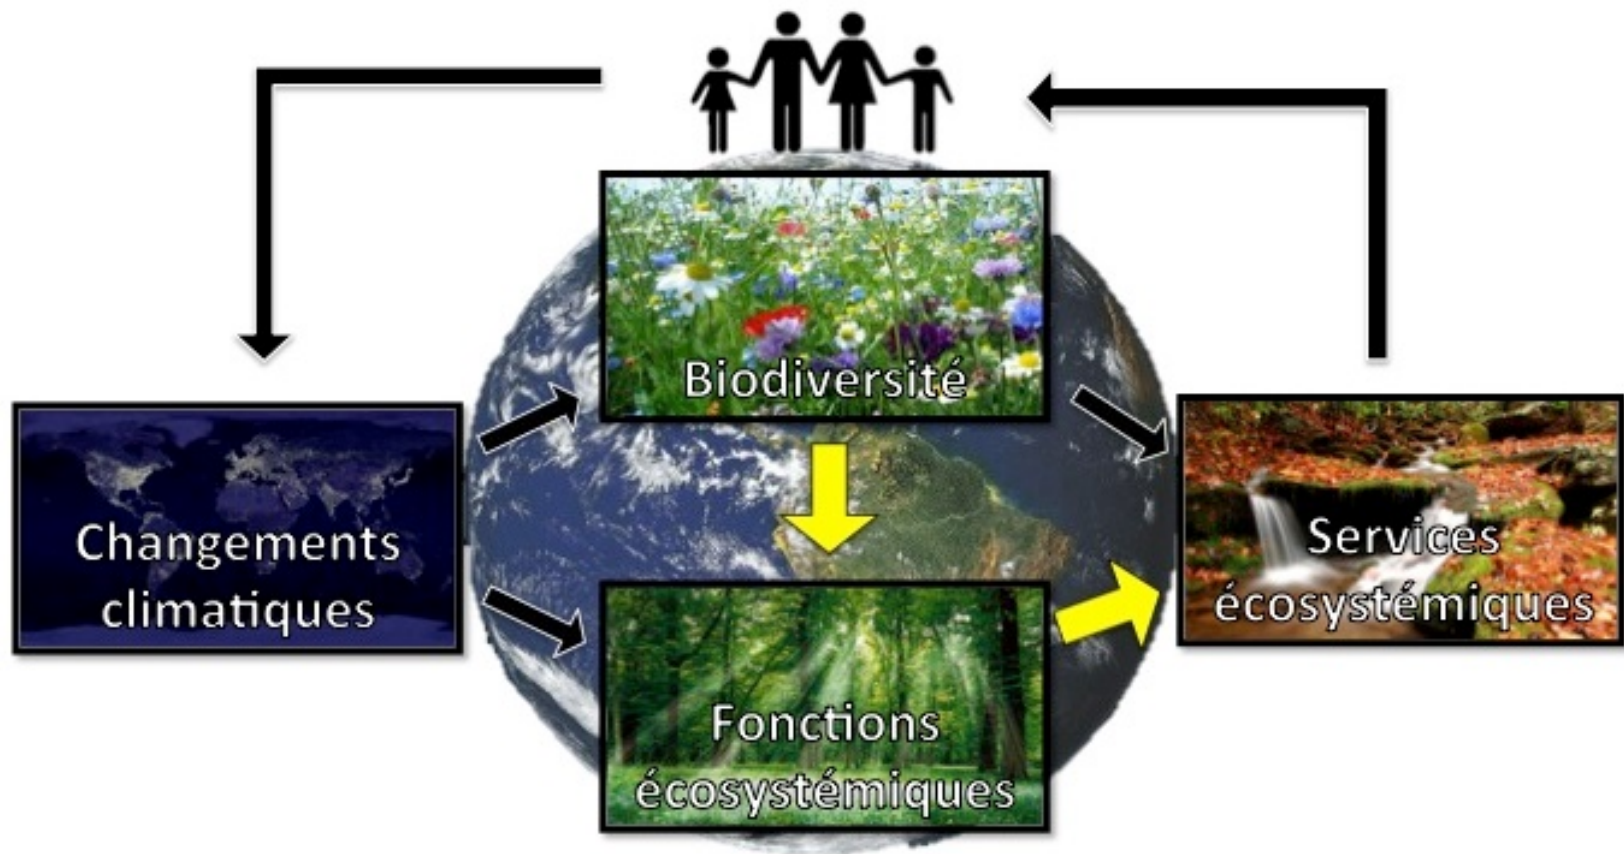 Biodiversité
Changements
climatiques
Services
écosystémiques
Fonctions
écosystémiques